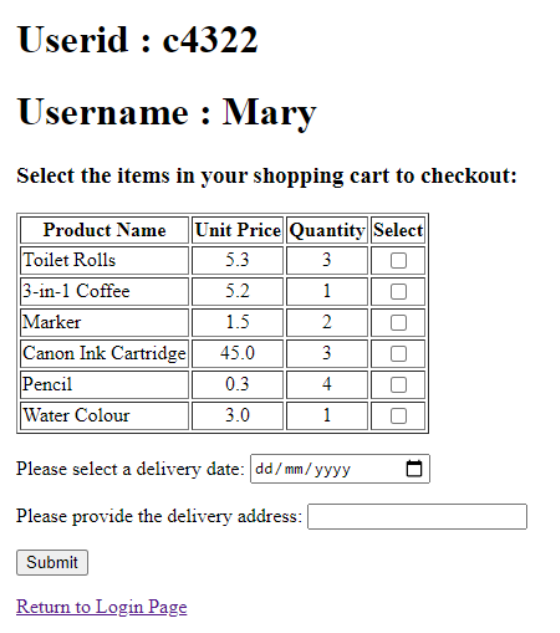 Userid : c4322
Username : Mary
Select the items in your shopping cart to checkout:
Product Name Unit Price Quantity Select
Toilet Rolls 5.3 3
3-in-1 Coffee 5.2 1
Marker 1.5 2
Canon Ink Cartridge 45.0 3
Pencil 0.3 4
Water Colour 3.0 1
Please select a delivery date: dd/mm/yyyy
Please provide the delivery address:
Submit
Return to Login Page